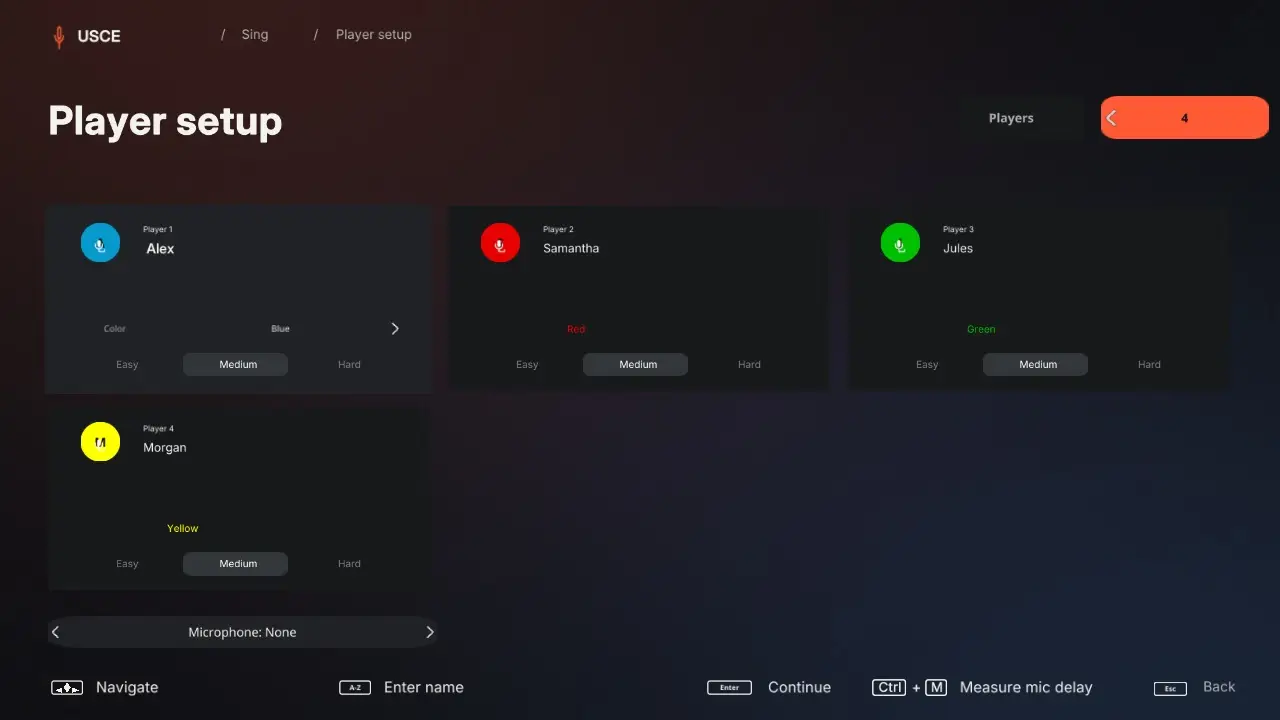 USCE / Sing / Player setup
Player setup
Players
4
Player 1
Alex
Color Blue
Easy Medium Hard
Player 2
Samantha
Red
Easy Medium Hard
Player 3
Jules
Green
Easy Medium Hard
M
Player 4
Morgan
Yellow
Easy Medium Hard
Microphone: None
Navigate
A-Z Enter name
Enter Continue
Ctrl + M Measure mic delay
Esc Back